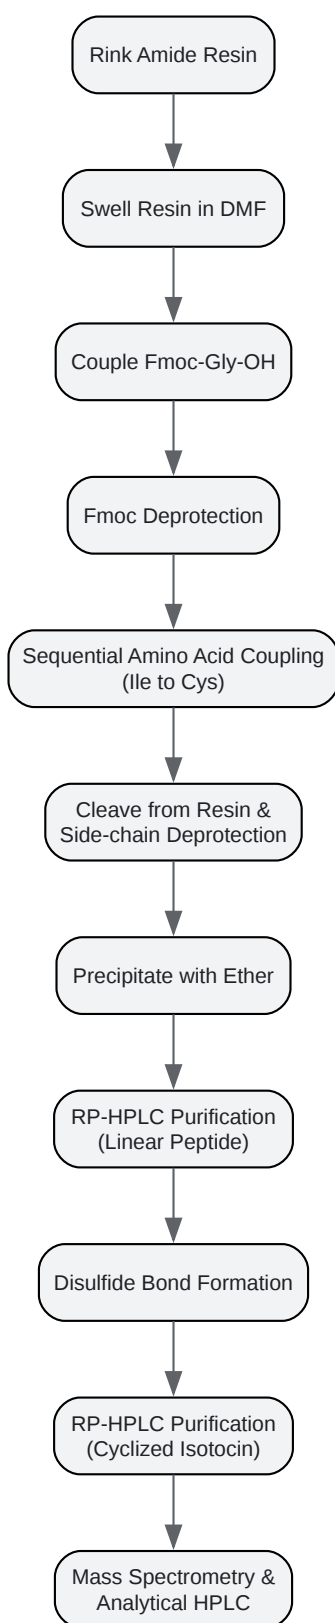 Rink Amide Resin
Swell Resin in DMF
Couple Fmoc-Gly-OH
Fmoc Deprotection
Sequential Amino Acid Coupling
(Ile to Cys)
Cleave from Resin &
Side-chain Deprotection
Precipitate with Ether
RP-HPLC Purification
(Linear Peptide)
Disulfide Bond Formation
RP-HPLC Purification
(Cyclized Isotocin)
Mass Spectrometry &
Analytical HPLC